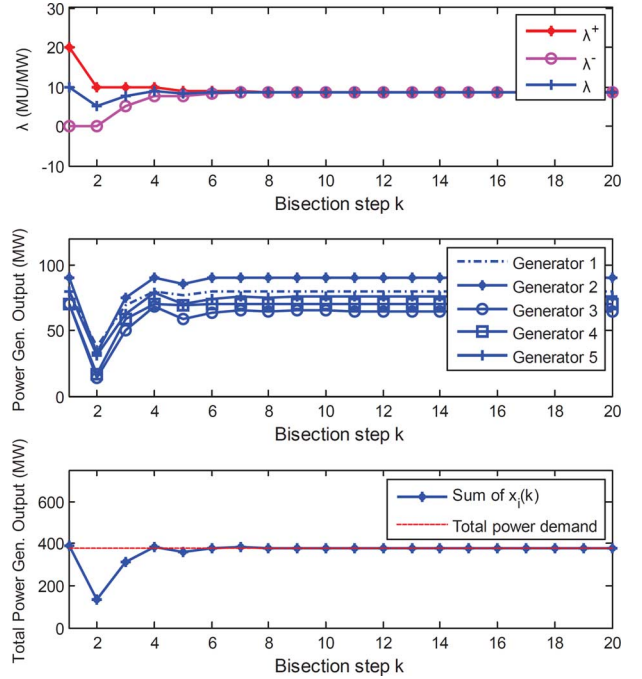 30
20
10
0
-10
λ (MU/MW)
λ+
λ-
λ
2 4 6 8 10 12 14 16 18 20
Bisection step k
100
50
0
Power Gen. Output (MW)
Generator 1
Generator 2
Generator 3
Generator 4
Generator 5
2 4 6 8 10 12 14 16 18 20
Bisection step k
600
400
200
0
Total Power Gen. Output (MW)
Sum of xi(k)
Total power demand
2 4 6 8 10 12 14 16 18 20
Bisection step k